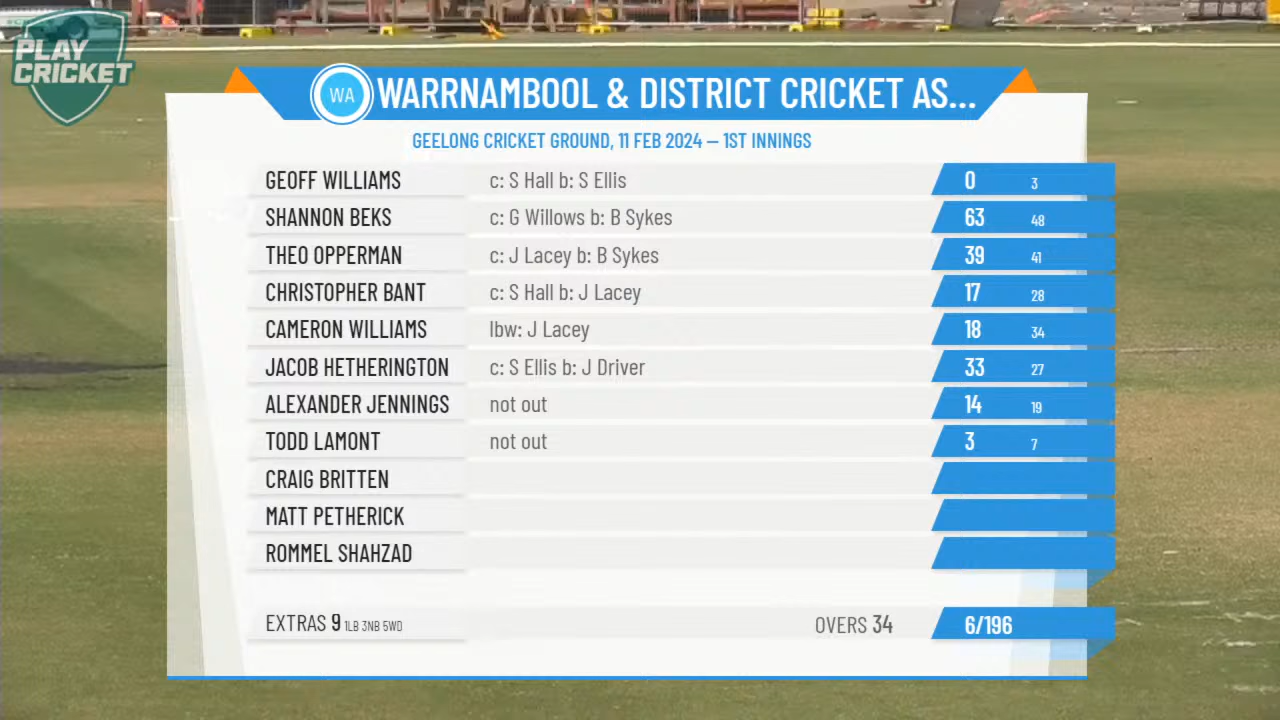 PLAY
CRICKET
WA WARRNAMBOOL & DISTRICT CRICKET AS...
GEELONG CRICKET GROUND, 11 FEB 2024 – 1ST INNINGS
GEOFF WILLIAMS c: S Hall b: S Ellis 0 3
SHANNON BEKS c: G Willows b: B Sykes 63 48
THEO OPPERMAN c: J Lacey b: B Sykes 39 41
CHRISTOPHER BANT c: S Hall b: J Lacey 17 28
CAMERON WILLIAMS lbw: J Lacey 18 34
JACOB HETHERINGTON c: S Ellis b: J Driver 33 27
ALEXANDER JENNINGS not out 14 19
TODD LAMONT not out 3 7
CRAIG BRITTEN
MATT PETHERICK
ROMMEL SHAHZAD
EXTRAS 9 1LB 3NB 5WD OVERS 34 6/196